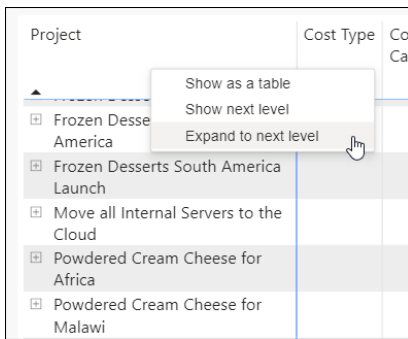 Project Cost Type Co
Ca
Show as a table
Show next level
Expand to next level
Frozen Desse
America
Frozen Desserts South America
Launch
Move all Internal Servers to the
Cloud
Powdered Cream Cheese for
Africa
Powdered Cream Cheese for
Malawi